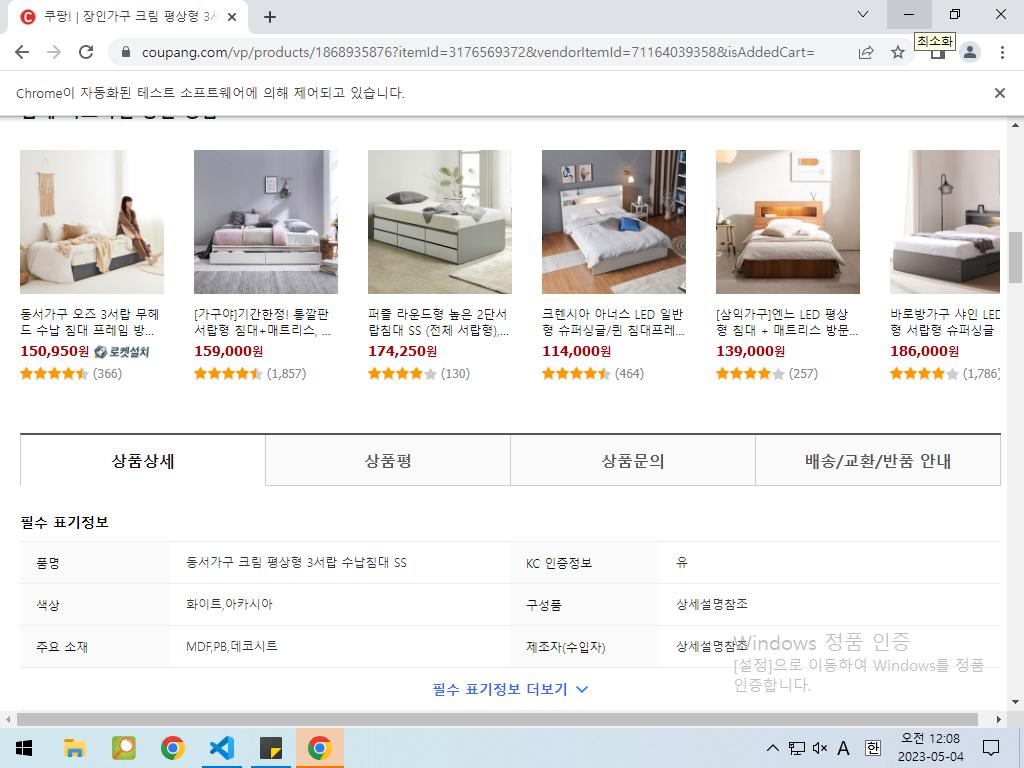 쿠팡! | 장인가구 크림 평상형 3서
coupang.com/vp/products/1868935876?itemId=3176569372&vendorItemId=71164039358&isAddedCart=
최소화
Chrome이 자동화된 테스트 소프트웨어에 의해 제어되고 있습니다.
동서가구 오즈 3서랍 무헤드 수납 침대 프레임 방...
150,950원 로켓설치
(366)
[가구야]기간한정! 통깔판 서랍형 침대+매트리스, ...
159,000원
(1,857)
퍼즐 라운드형 높은 2단서랍침대 SS (전체 서랍형),...
174,250원
(130)
크렌시아 아너스 LED 일반형 슈퍼싱글/퀸 침대프레...
114,000원
(464)
[삼익가구]엔느 LED 평상형 침대 + 매트리스 방문...
139,000원
(257)
바로방가구 샤인 LED
형 서랍형 슈퍼싱글
186,000원
(1,786)
상품상세 상품평 상품문의 배송/교환/반품 안내
필수 표기정보
품명 동서가구 크림 평상형 3서랍 수납침대 SS KC 인증정보 유
색상 화이트,아카시아 구성품 상세설명참조
주요 소재 MDF,PB,데코시트 제조자(수입자) 상세설명참조
필수 표기정보 더보기
Windows 정품 인증
[설정]으로 이동하여 Windows를 정품
인증합니다.
A 한 오전 12:08
2023-05-04